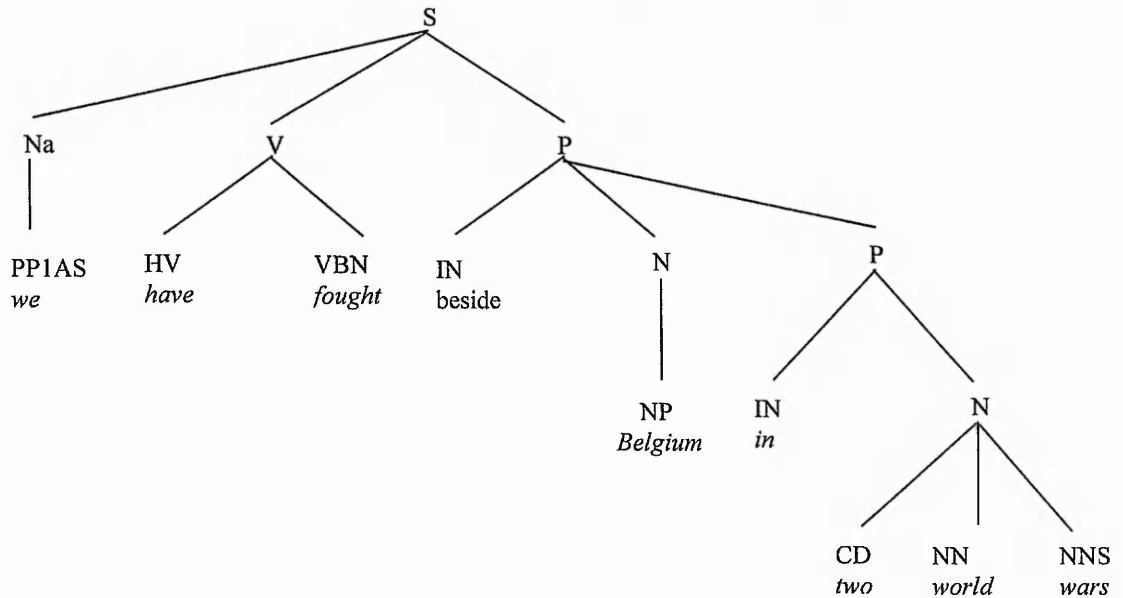 S
Na V P
PP1AS HV VBN IN N P
we have fought beside
NP IN N
Belgium in
CD NN NNS
two world wars